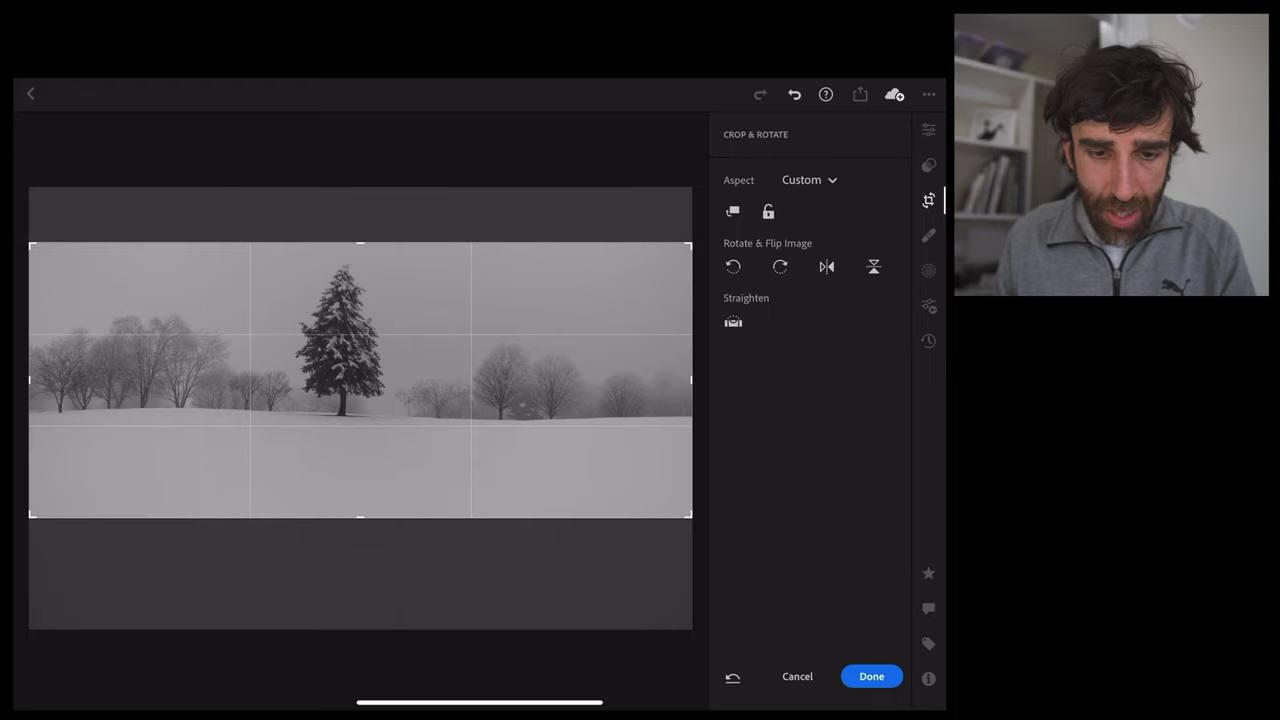 CROP & ROTATE
Aspect
Custom
Rotate & Flip Image
Straighten
Cancel
Done